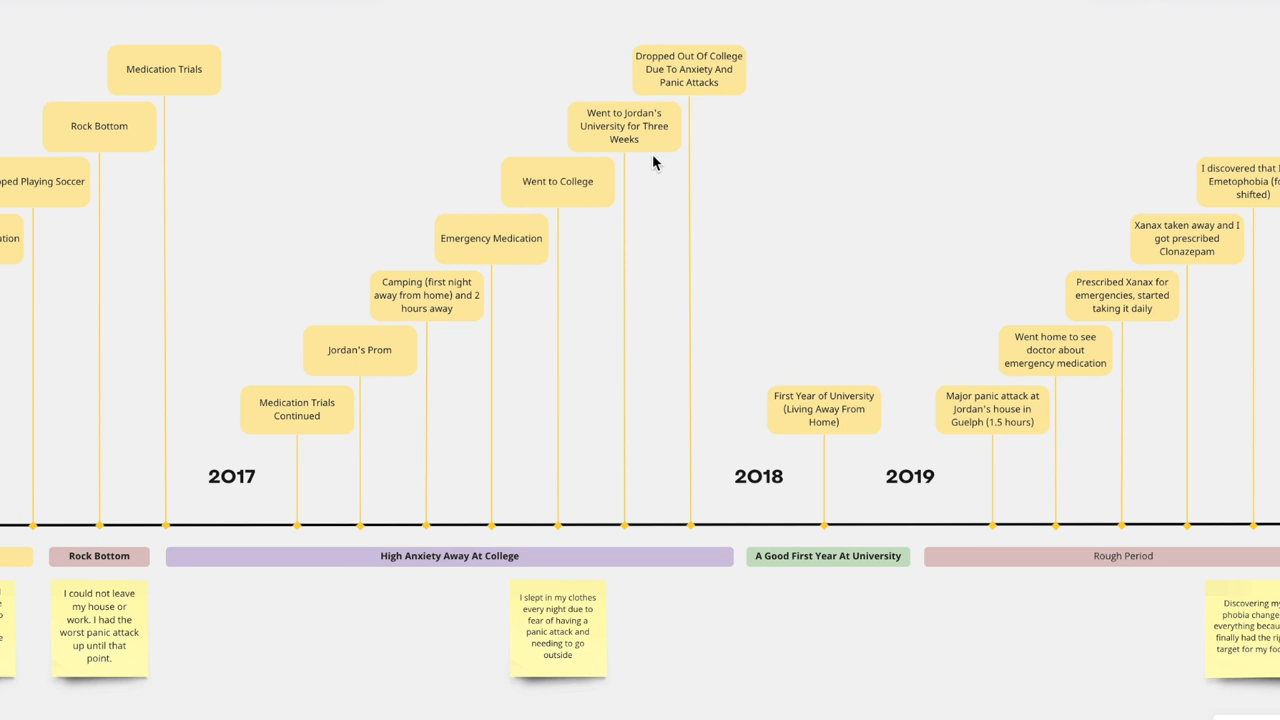 Medication Trials
Rock Bottom
Playing Soccer
Medication Trials
Continued
Jordan's Prom
Camping (first night
away from home) and 2
hours away
Emergency Medication
Went to College
Went to Jordan's
University for Three
Weeks
Dropped Out Of College
Due To Anxiety And
Panic Attacks
First Year of University
(Living Away From
Home)
Major panic attack at
Jordan's house in
Guelph (1.5 hours)
Went home to see
doctor about
emergency medication
Prescribed Xanax for
emergencies, started
taking it daily
Xanax taken away and I
got prescribed
Clonazepam
I discovered that
Emetophobia
shifted)
2017
2018
2019
Rock Bottom
High Anxiety Away At College
A Good First Year At University
Rough Period
I could not leave
my house or
work. I had the
worst panic attack
up until that
point.
I slept in my clothes
every night due to
fear of having a
panic attack and
needing to go
outside
Discovering
phobia
everything
finally had the
target for my